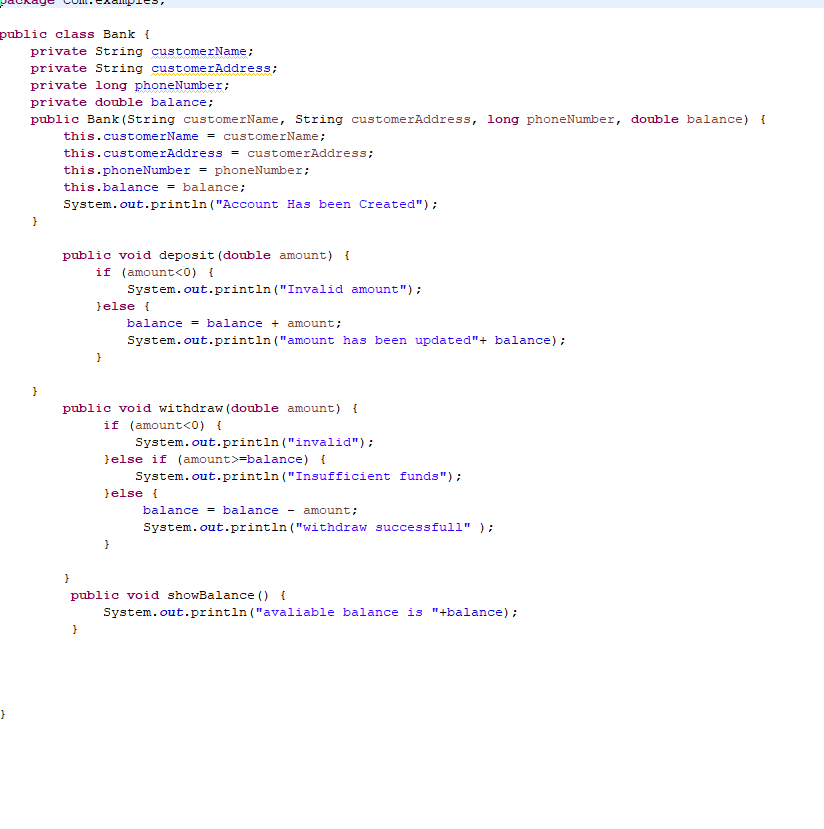 package com.examples;
public class Bank {
private String customerName;
private String customerAddress;
private long phoneNumber;
private double balance;
public Bank(String customerName, String customerAddress, long phoneNumber, double balance) {
this.customerName = customerName;
this.customerAddress = customerAddress;
this.phoneNumber = phoneNumber;
this.balance = balance;
System.out.println("Account Has been Created");
}
public void deposit(double amount) {
if (amount<0) {
System.out.println("Invalid amount");
}else {
balance = balance + amount;
System.out.println("amount has been updated"+ balance);
}
}
public void withdraw(double amount) {
if (amount<0) {
System.out.println("invalid");
}else if (amount>=balance) {
System.out.println("Insufficient funds");
}else {
balance = balance - amount;
System.out.println("withdraw successfull" );
}
}
public void showBalance() {
System.out.println("avaliable balance is "+balance);
}
}